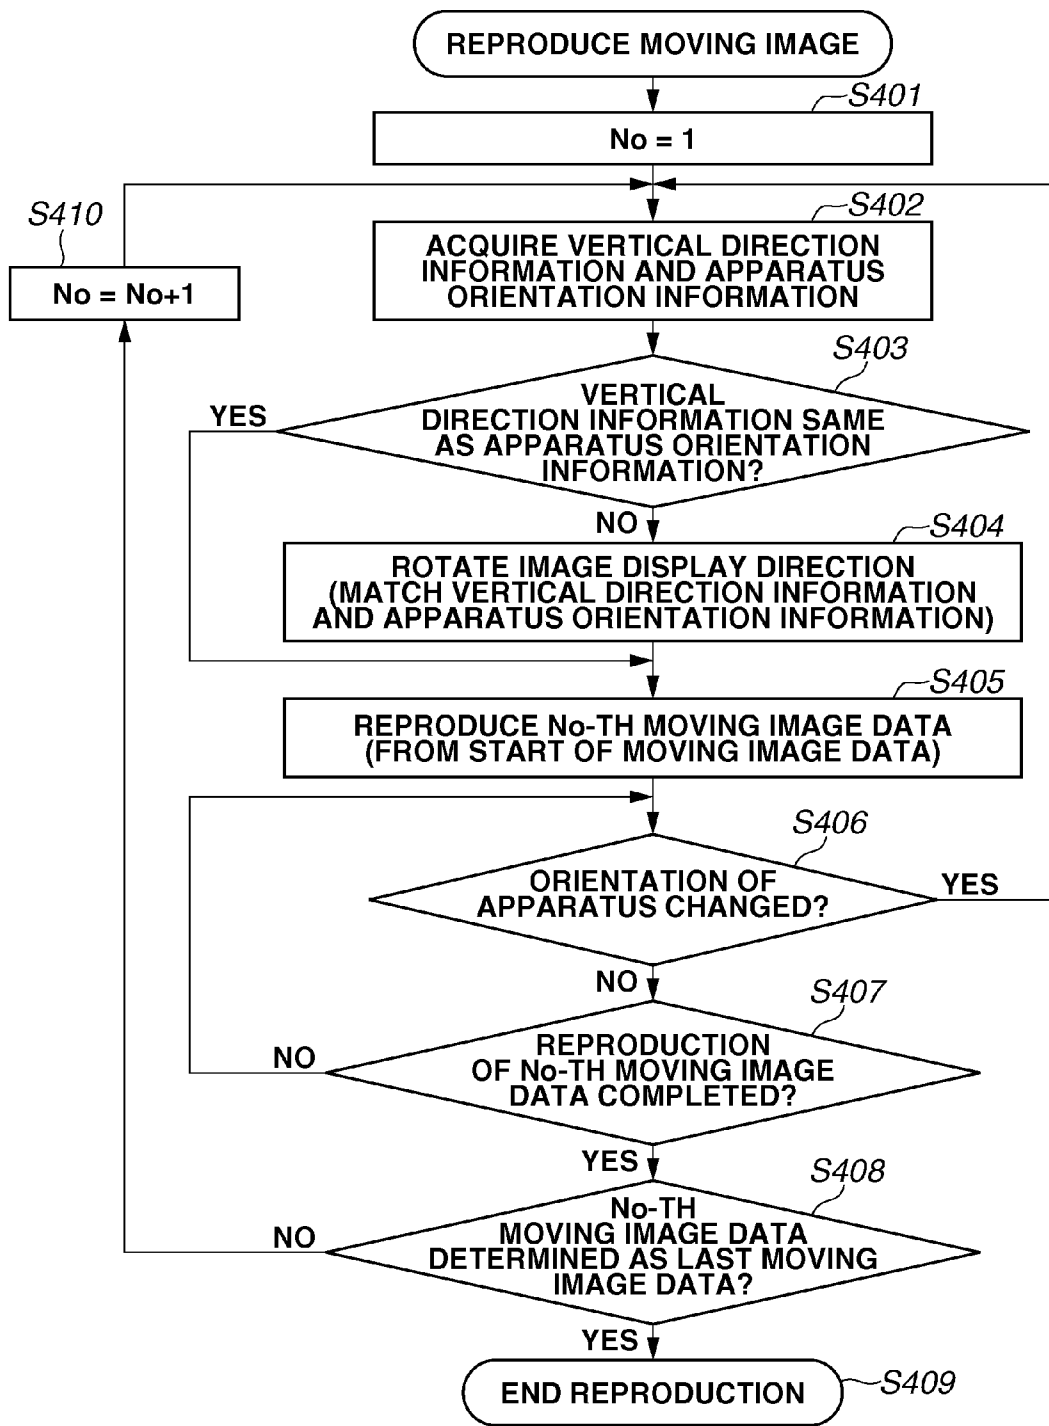 REPRODUCE MOVING IMAGE
S401
No = 1
S410
No = No+1
S402
ACQUIRE VERTICAL DIRECTION
INFORMATION AND APPARATUS
ORIENTATION INFORMATION
S403
VERTICAL
DIRECTION INFORMATION SAME
AS APPARATUS ORIENTATION
INFORMATION?
YES
NO
S404
ROTATE IMAGE DISPLAY DIRECTION
(MATCH VERTICAL DIRECTION INFORMATION
AND APPARATUS ORIENTATION INFORMATION)
S405
REPRODUCE No-TH MOVING IMAGE DATA
(FROM START OF MOVING IMAGE DATA)
S406
ORIENTATION OF
APPARATUS CHANGED?
YES
NO
S407
REPRODUCTION
OF No-TH MOVING IMAGE
DATA COMPLETED?
NO
YES
S408
No-TH
MOVING IMAGE DATA
DETERMINED AS LAST MOVING
IMAGE DATA?
NO
YES
END REPRODUCTION
S409